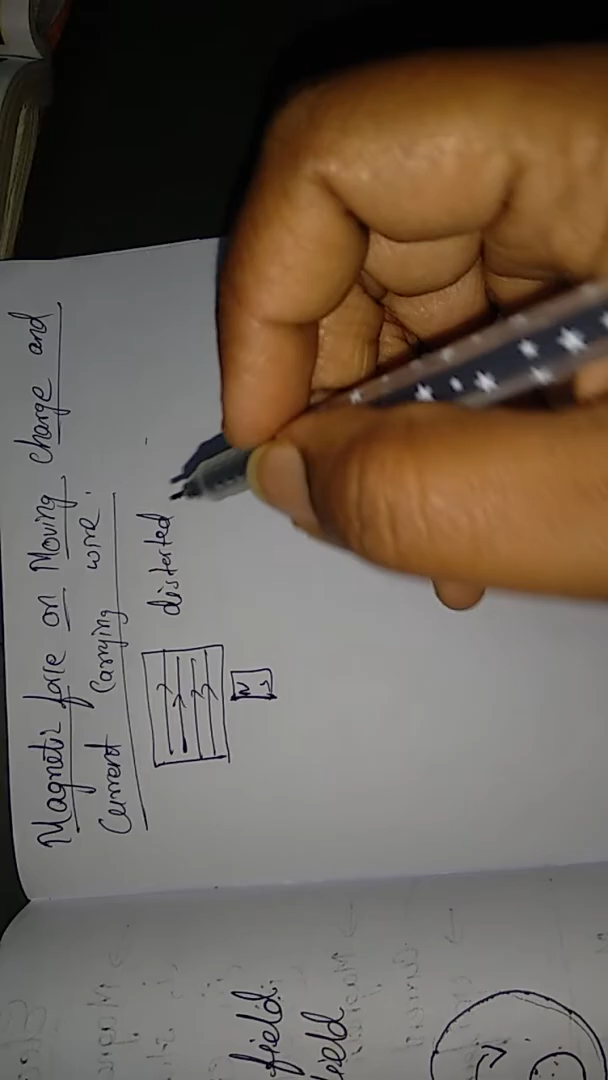 Magnetic force on Moving Charge and
Current Carrying wire.
distorted
N S
field.
field